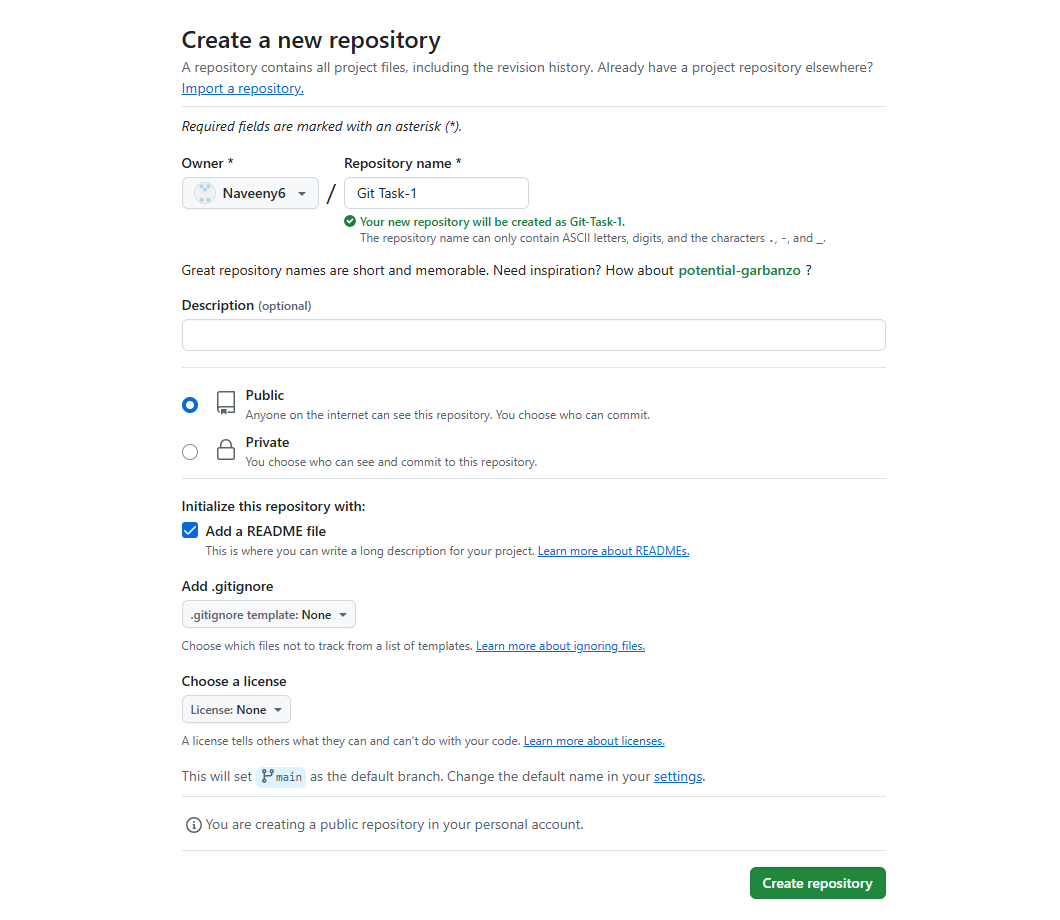 Create a new repository
A repository contains all project files, including the revision history. Already have a project repository elsewhere?
Import a repository.
Required fields are marked with an asterisk (*).
Owner * Repository name *
Naveeny6 / Git Task-1
Your new repository will be created as Git-Task-1.
The repository name can only contain ASCII letters, digits, and the characters ., -, and _.
Great repository names are short and memorable. Need inspiration? How about potential-garbanzo ?
Description (optional)
Public
Anyone on the internet can see this repository. You choose who can commit.
Private
You choose who can see and commit to this repository.
Initialize this repository with:
Add a README file
This is where you can write a long description for your project. Learn more about READMEs.
Add .gitignore
.gitignore template: None
Choose which files not to track from a list of templates. Learn more about ignoring files.
Choose a license
License: None
A license tells others what they can and can't do with your code. Learn more about licenses.
This will set main as the default branch. Change the default name in your settings.
You are creating a public repository in your personal account.
Create repository